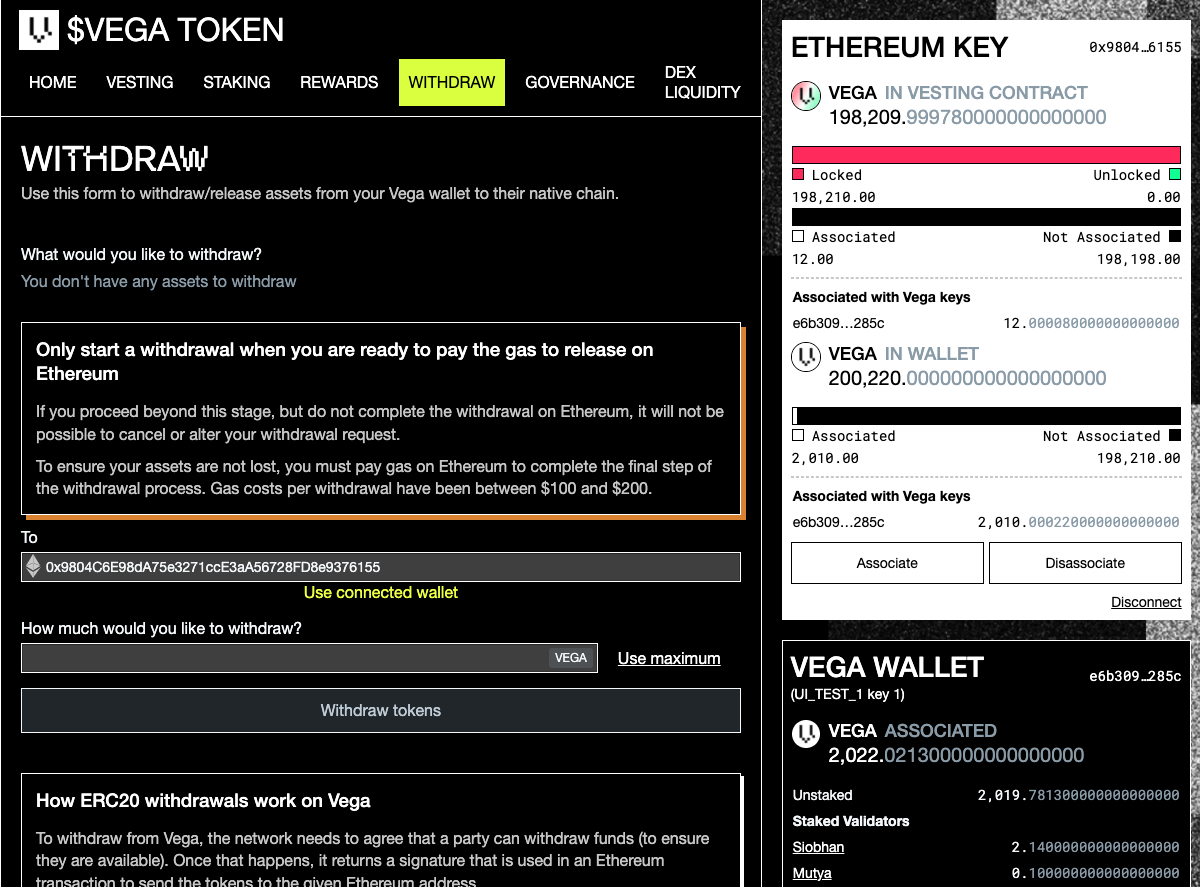 $VEGA TOKEN
HOME VESTING STAKING REWARDS WITHDRAW GOVERNANCE DEX LIQUIDITY
WITHDRAW
Use this form to withdraw/release assets from your Vega wallet to their native chain.
What would you like to withdraw?
You don't have any assets to withdraw
Only start a withdrawal when you are ready to pay the gas to release on
Ethereum
If you proceed beyond this stage, but do not complete the withdrawal on Ethereum, it will not be
possible to cancel or alter your withdrawal request.
To ensure your assets are not lost, you must pay gas on Ethereum to complete the final step of
the withdrawal process. Gas costs per withdrawal have been between $100 and $200.
To
0x9804C6E98dA75e3271ccE3aA56728FD8e9376155
Use connected wallet
How much would you like to withdraw?
VEGA Use maximum
Withdraw tokens
How ERC20 withdrawals work on Vega
To withdraw from Vega, the network needs to agree that a party can withdraw funds (to ensure
they are available). Once that happens, it returns a signature that is used in an Ethereum
transaction to send the tokens to the given Ethereum address.
ETHEREUM KEY 0x9804…6155
VEGA IN VESTING CONTRACT
198,209.999780000000000000
Locked Unlocked
198,210.00 0.00
Associated Not Associated
12.00 198,198.00
Associated with Vega keys
e6b309…285c 12.000080000000000000
VEGA IN WALLET
200,220.000000000000000000
Associated Not Associated
2,010.00 198,210.00
Associated with Vega keys
e6b309…285c 2,010.000220000000000000
Associate Disassociate
Disconnect
VEGA WALLET e6b309…285c
(UI_TEST_1 key 1)
VEGA ASSOCIATED
2,022.021300000000000000
Unstaked 2,019.781300000000000000
Staked Validators
Siobhan 2.140000000000000000
Mutya 0.100000000000000000